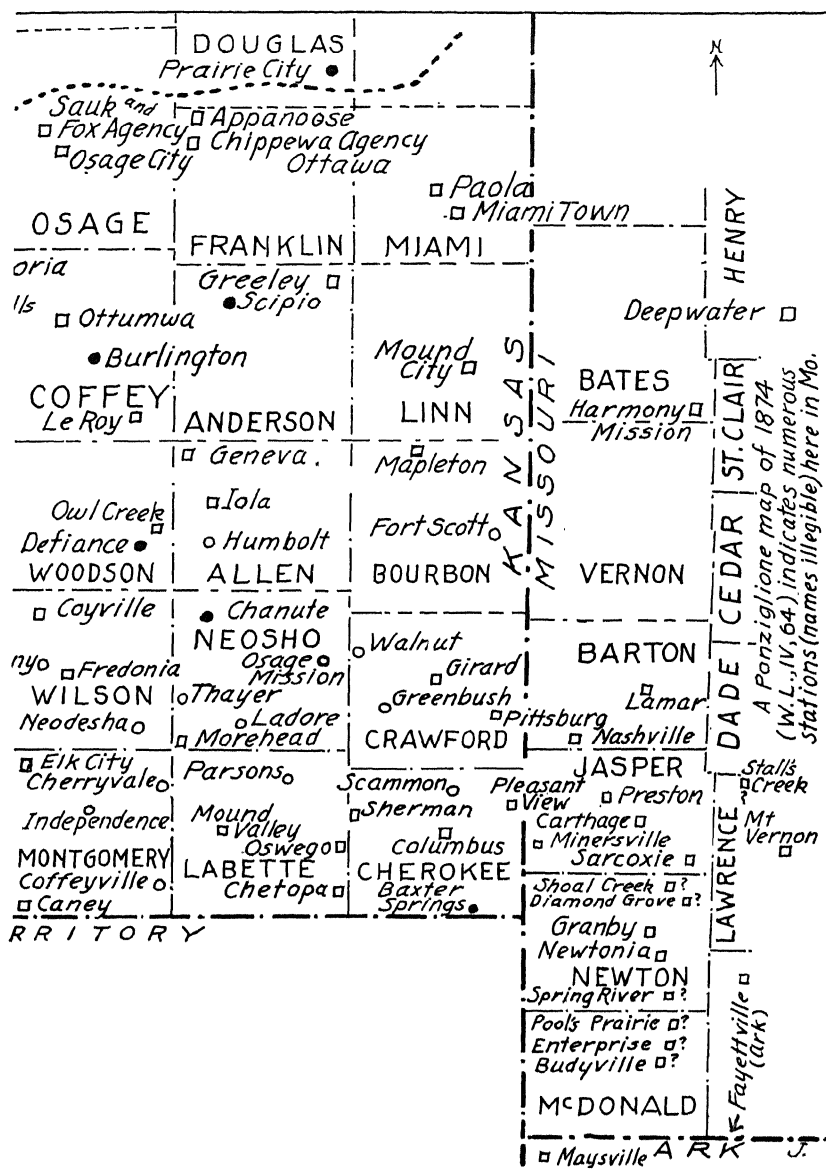 DOUGLAS
Prairie City
N
Sauk and
Fox Agency
Osage City
Appanoose
Chippewa Agency
Ottawa
Paola
Miami Town
OSAGE
FRANKLIN
MIAMI
HENRY
oria
lls
Greeley
Scipio
Ottumwa
Burlington
Deepwater
Mound
City
COFFEY
Le Roy
ANDERSON
LINN
KANSAS
MISSOURI
BATES
Harmony
Mission
ST. CLAIR
A Ponziglione map of 1874
(W.L., IV, 64) indicates numerous
stations (names illegible) here in Mo.
Geneva.
Mapleton
Iola
Owl Creek
Defiance
Humbolt
Fort Scott
WOODSON
ALLEN
BOURBON
VERNON
CEDAR
Coyville
Chanute
NEOSHO
Osage
Mission
Walnut
Girard
BARTON
DADE
ny
Fredonia
WILSON
Neodesha
Thayer
Ladore
Morehead
Greenbush
Pittsburg
CRAWFORD
Lamar
Nashville
Elk City
Cherryvale
Parsons
Scammon
Pleasant
View
JASPER
Preston
Stall's
Creek
?
Independence
Mound
Valley
Oswego
Sherman
Columbus
Carthage
Minersville
Sarcoxie
Mt
Vernon
MONTGOMERY
Coffeyville
Caney
LABETTE
Chetopa
CHEROKEE
Baxter
Springs
LAWRENCE
Shoal Creek ?
Diamond Grove ?
RRITORY
Granby
Newtonia
NEWTON
Spring River ?
Pool's Prairie ?
Enterprise ?
Budyville ?
McDONALD
Fayettville
(Ark)
ARK
J.
Maysville